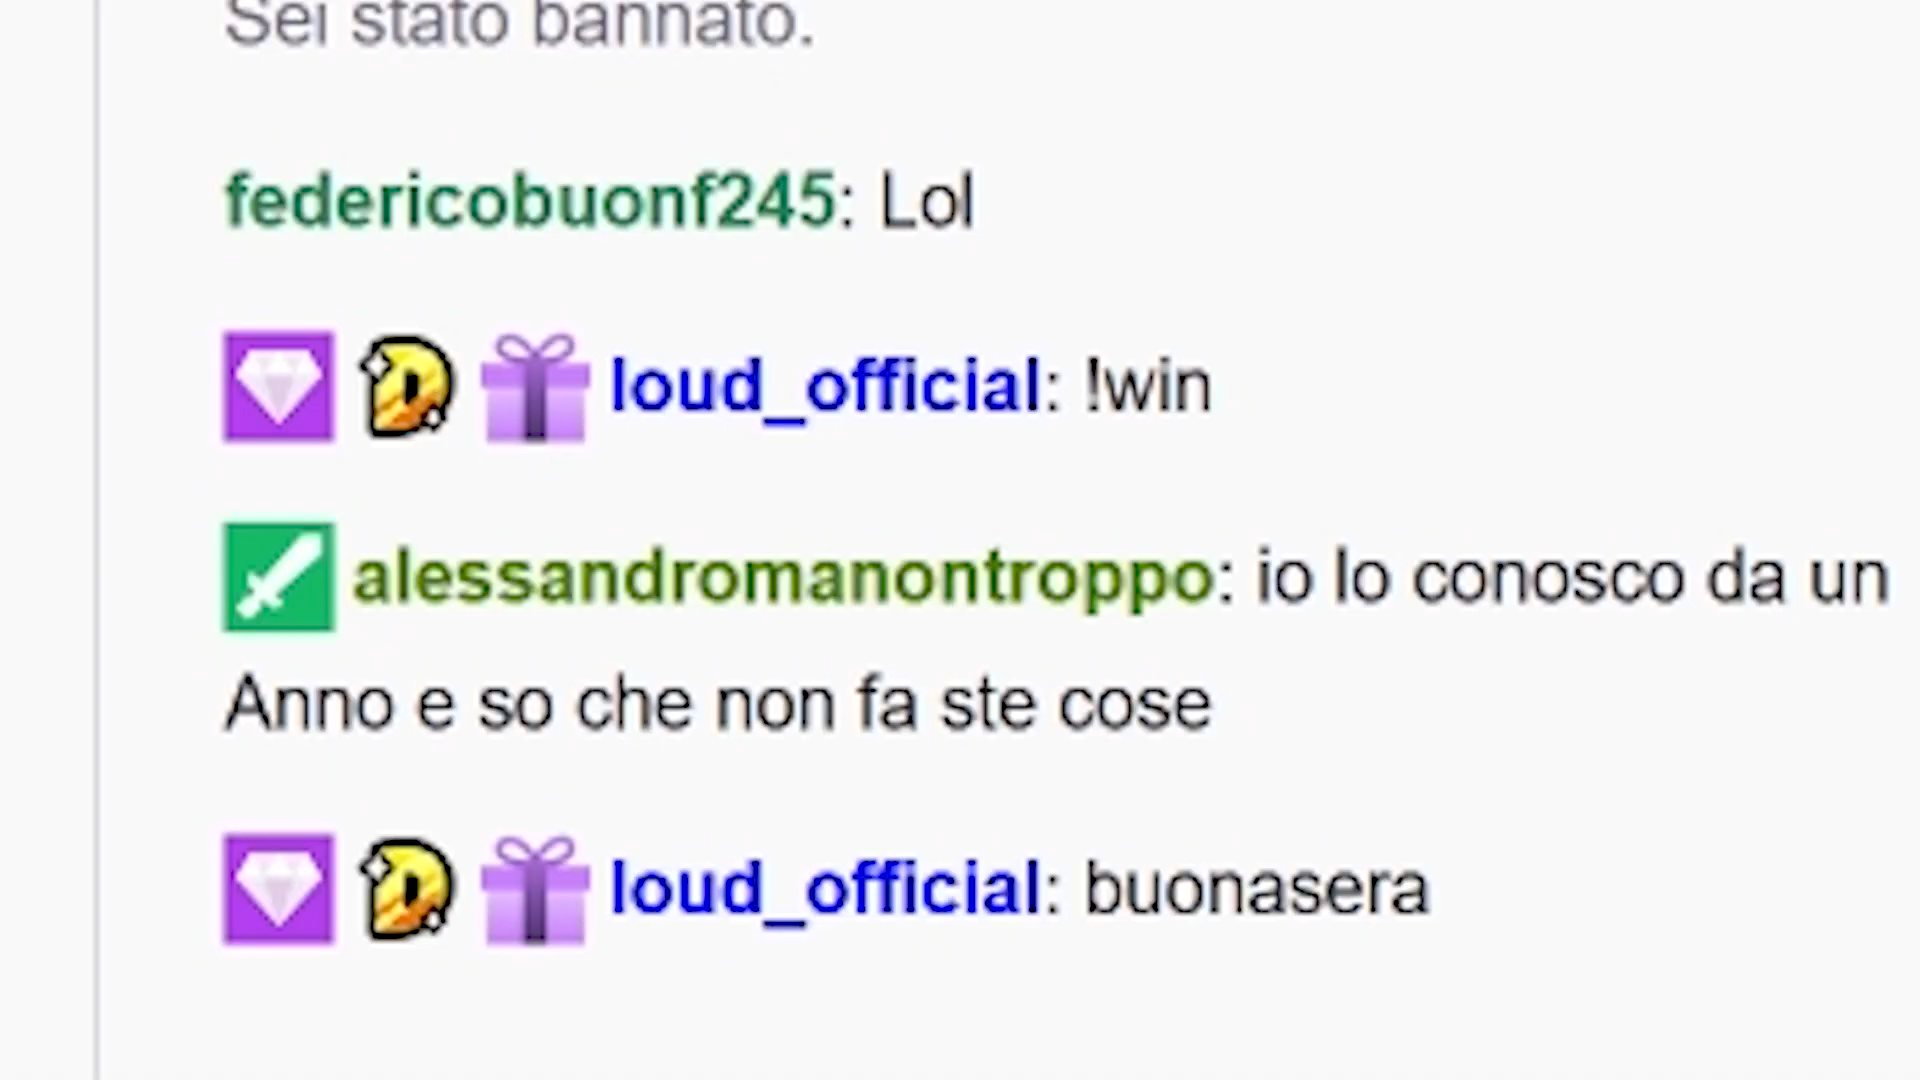 Sei stato bannato.
federicobuonf245: Lol
loud_official: !win
alessandromanontroppo: io lo conosco da un
Anno e so che non fa ste cose
loud_official: buonasera